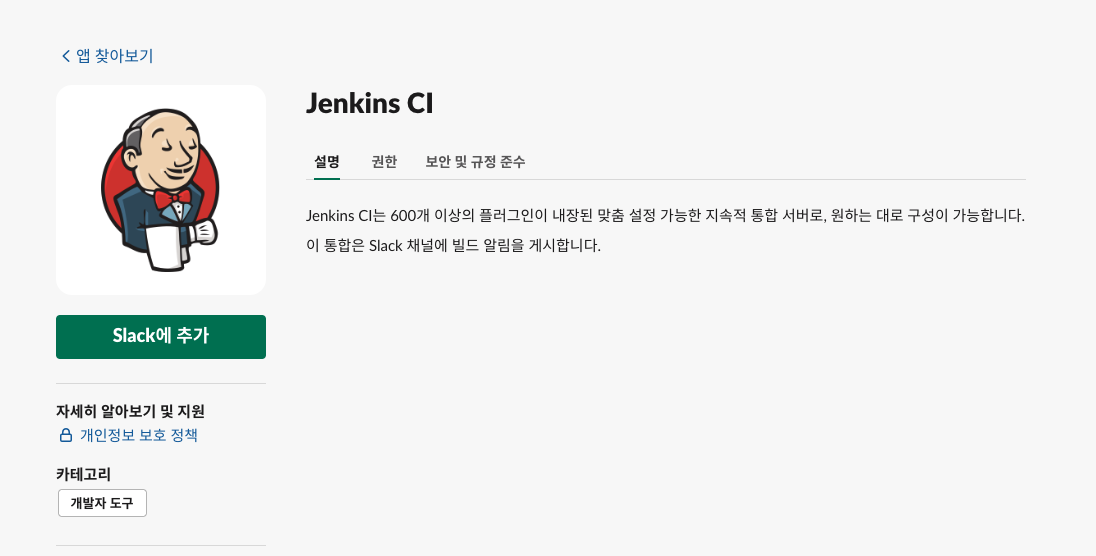 앱 찾아보기
Jenkins CI
설명 권한 보안 및 규정 준수
Jenkins CI는 600개 이상의 플러그인이 내장된 맞춤 설정 가능한 지속적 통합 서버로, 원하는 대로 구성이 가능합니다.
이 통합은 Slack 채널에 빌드 알림을 게시합니다.
Slack에 추가
자세히 알아보기 및 지원
개인정보 보호 정책
카테고리
개발자 도구